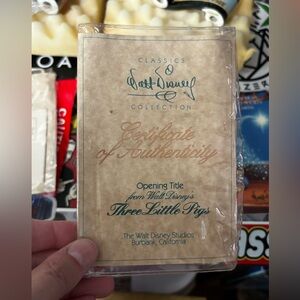 CLASSICS
Walt Disney
COLLECTION
Certificate
of Authenticity
Opening Title
from Walt Disney's
Three Little Pigs
The Walt Disney Studios
Burbank, California